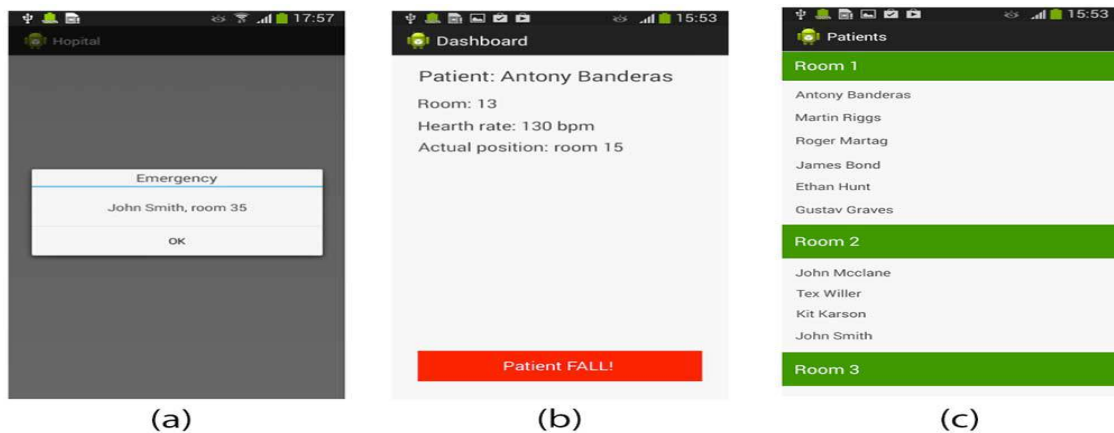 17:57
Hopital
Emergency
John Smith, room 35
OK
(a)
15:53
Dashboard
Patient: Antony Banderas
Room: 13
Hearth rate: 130 bpm
Actual position: room 15
Patient FALL!
(b)
15:53
Patients
Room 1
Antony Banderas
Martin Riggs
Roger Martag
James Bond
Ethan Hunt
Gustav Graves
Room 2
John Mcclane
Tex Willer
Kit Karson
John Smith
Room 3
(c)